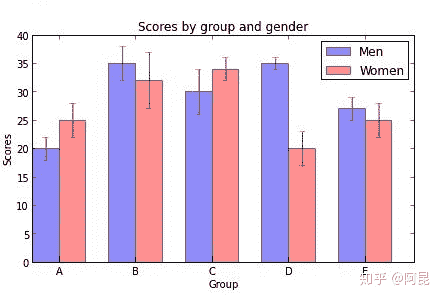 Scores by group and gender
Men
Women
Scores
40
35
30
25
20
15
10
5
0
A B C D E
Group
知乎 @阿昆